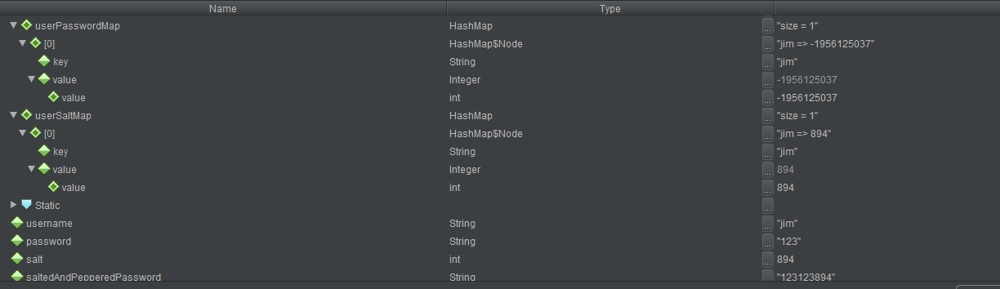 Name Type
userPasswordMap HashMap ... "size = 1"
[0] HashMap$Node ... "jim => -1956125037"
key String ... "jim"
value Integer ... -1956125037
value int ... -1956125037
userSaltMap HashMap ... "size = 1"
[0] HashMap$Node ... "jim => 894"
key String ... "jim"
value Integer ... 894
value int ... 894
Static ...
username String ... "jim"
password String ... "123"
salt int ... 894
saltedAndPepperedPassword String ... "123123894"